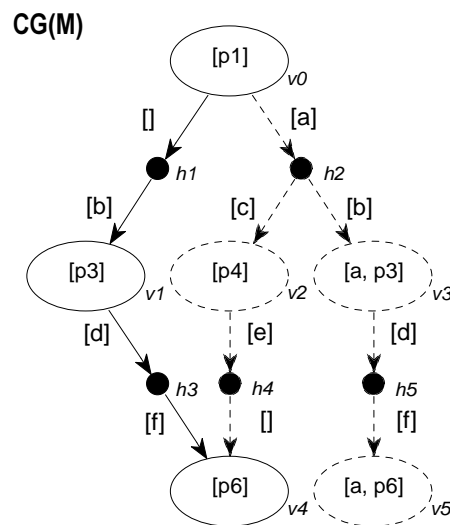 CG(M)
[p1]
v0
[] [a]
h1 h2
[b] [c] [b]
[p3] [p4] [a, p3]
v1 v2 v3
[d] [e] [d]
h3 h4 h5
[f] [] [f]
[p6] [a, p6]
v4 v5